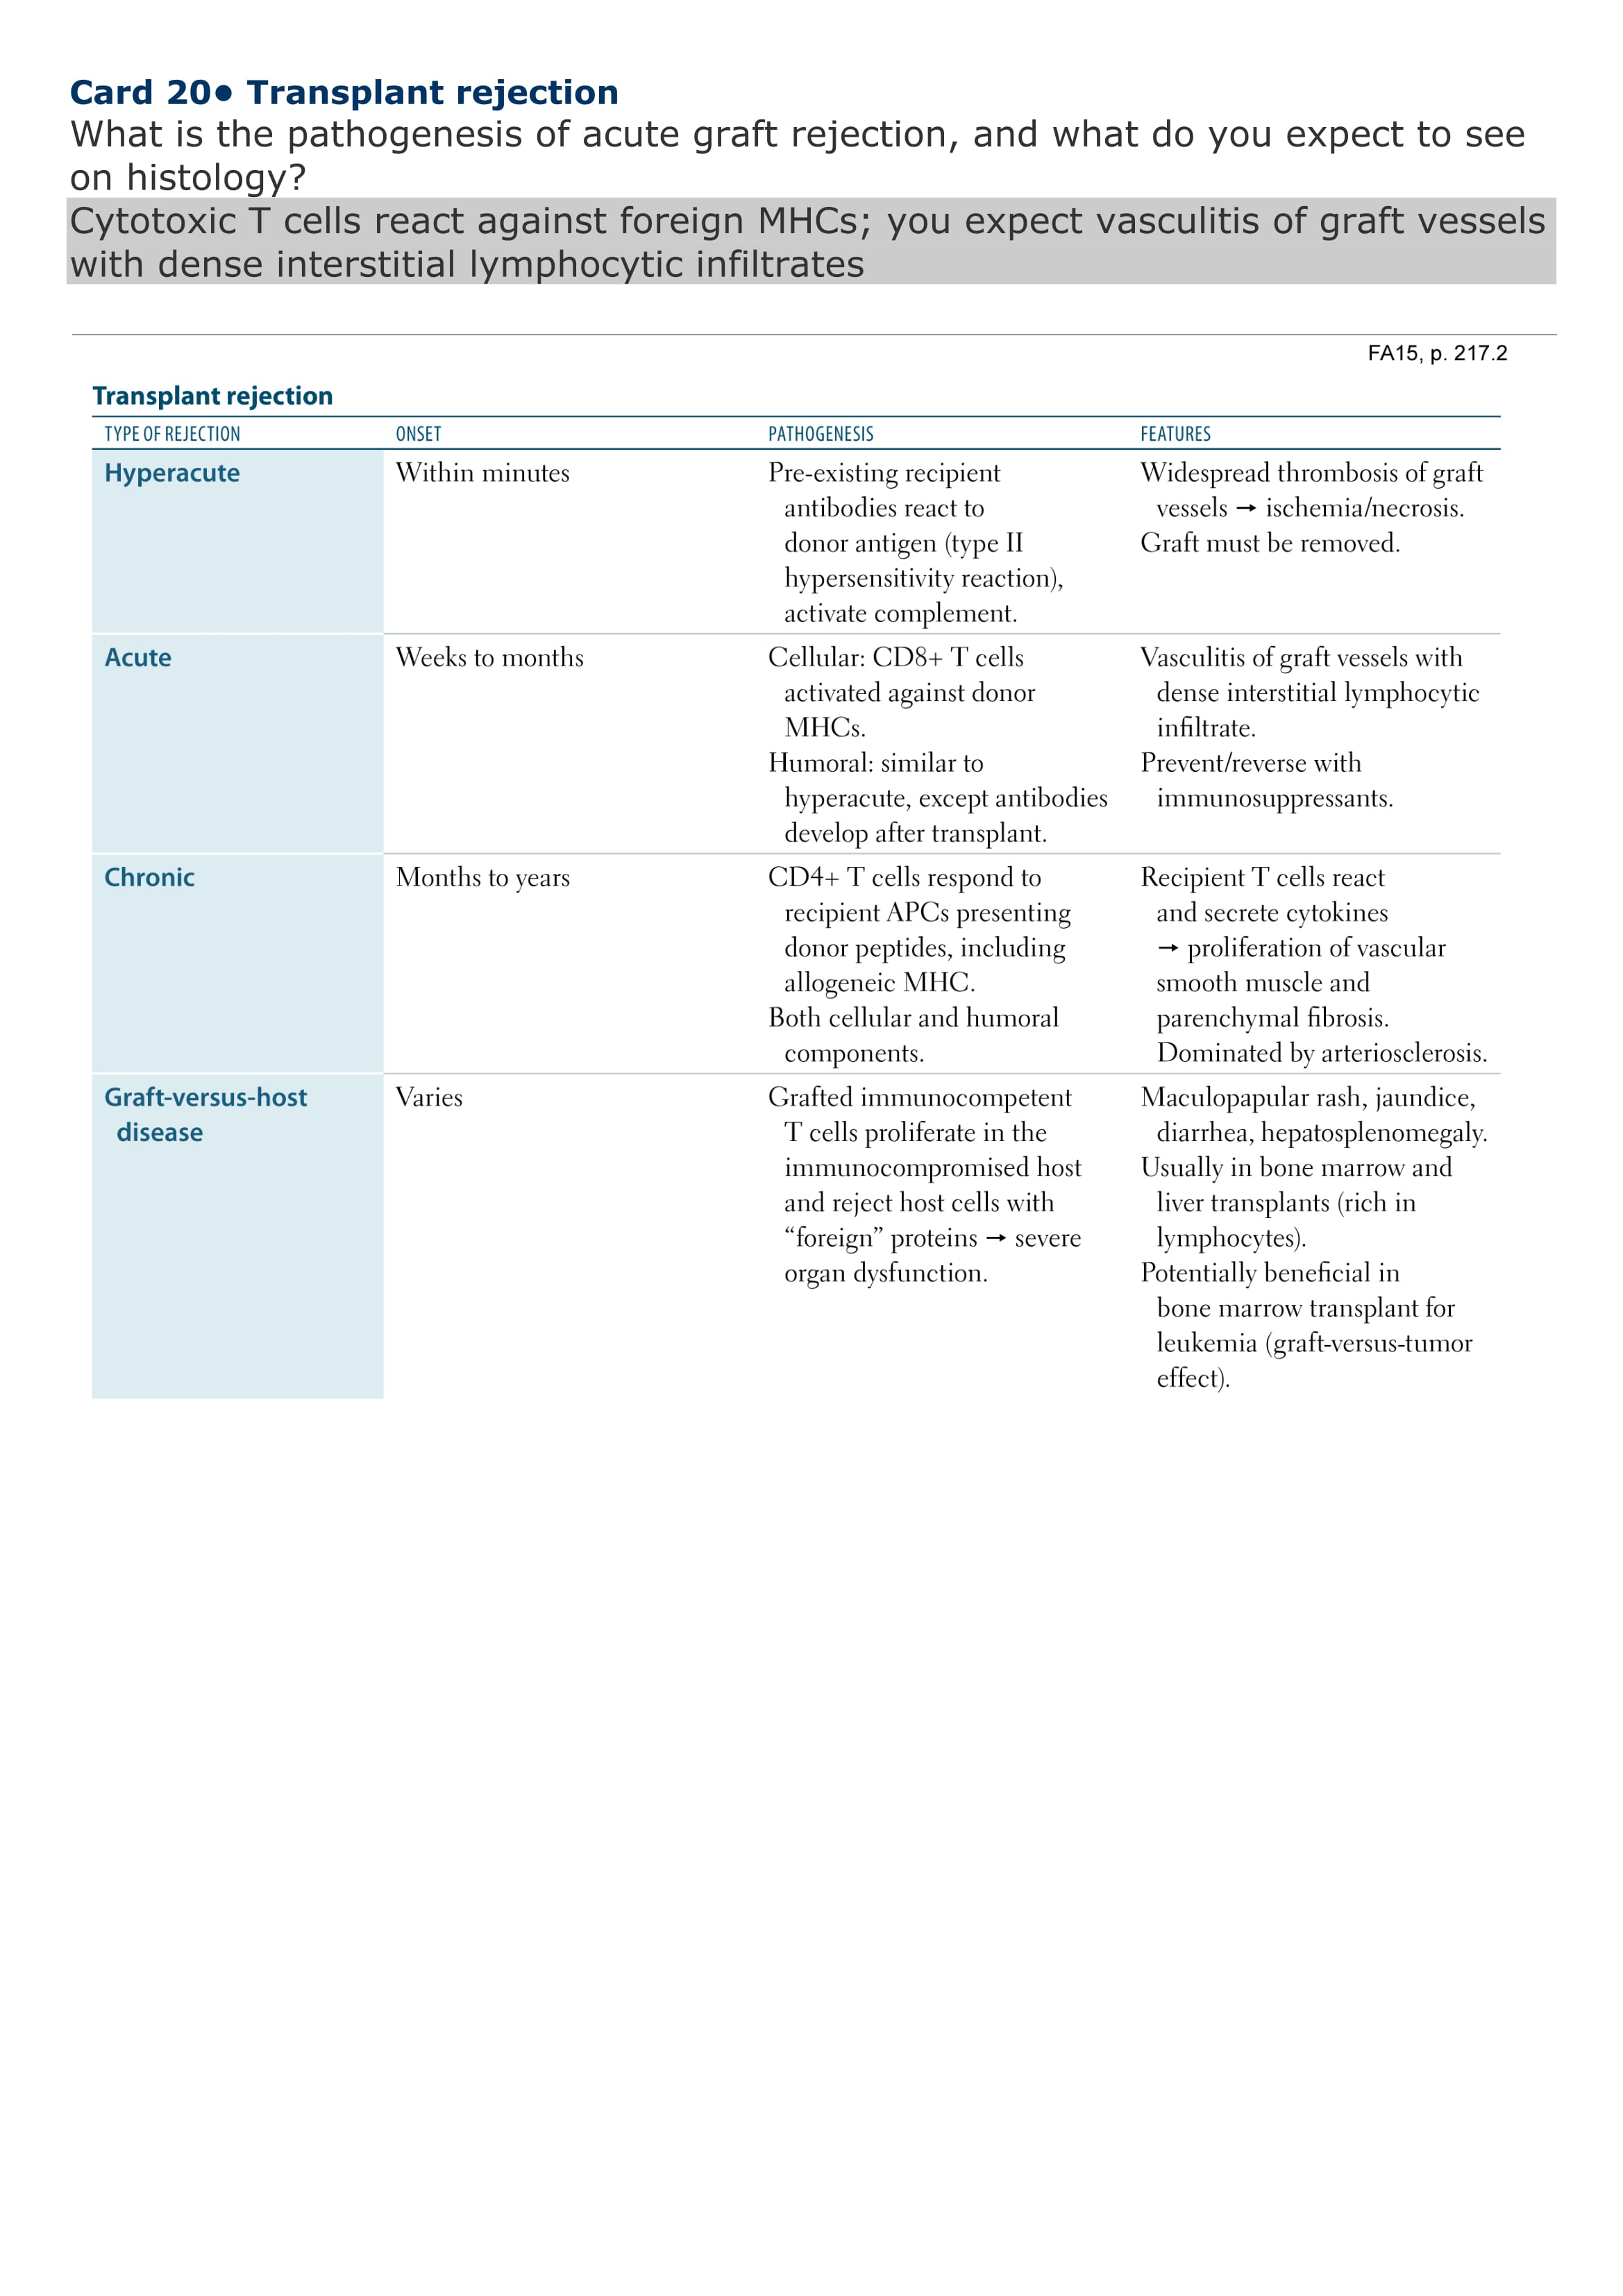 Card 20● Transplant rejection
What is the pathogenesis of acute graft rejection, and what do you expect to see
on histology?
Cytotoxic T cells react against foreign MHCs; you expect vasculitis of graft vessels
with dense interstitial lymphocytic infiltrates
FA15, p. 217.2
Transplant rejection
TYPE OF REJECTION ONSET PATHOGENESIS FEATURES
Hyperacute Within minutes Pre-existing recipient Widespread thrombosis of graft
antibodies react to vessels → ischemia/necrosis.
donor antigen (type II Graft must be removed.
hypersensitivity reaction),
activate complement.
Acute Weeks to months Cellular: CD8+ T cells Vasculitis of graft vessels with
activated against donor dense interstitial lymphocytic
MHCs. infiltrate.
Humoral: similar to Prevent/reverse with
hyperacute, except antibodies immunosuppressants.
develop after transplant.
Chronic Months to years CD4+ T cells respond to Recipient T cells react
recipient APCs presenting and secrete cytokines
donor peptides, including → proliferation of vascular
allogeneic MHC. smooth muscle and
Both cellular and humoral parenchymal fibrosis.
components. Dominated by arteriosclerosis.
Graft-versus-host Varies Grafted immunocompetent Maculopapular rash, jaundice,
disease T cells proliferate in the diarrhea, hepatosplenomegaly.
immunocompromised host Usually in bone marrow and
and reject host cells with liver transplants (rich in
“foreign” proteins → severe lymphocytes).
organ dysfunction. Potentially beneficial in
bone marrow transplant for
leukemia (graft-versus-tumor
effect).